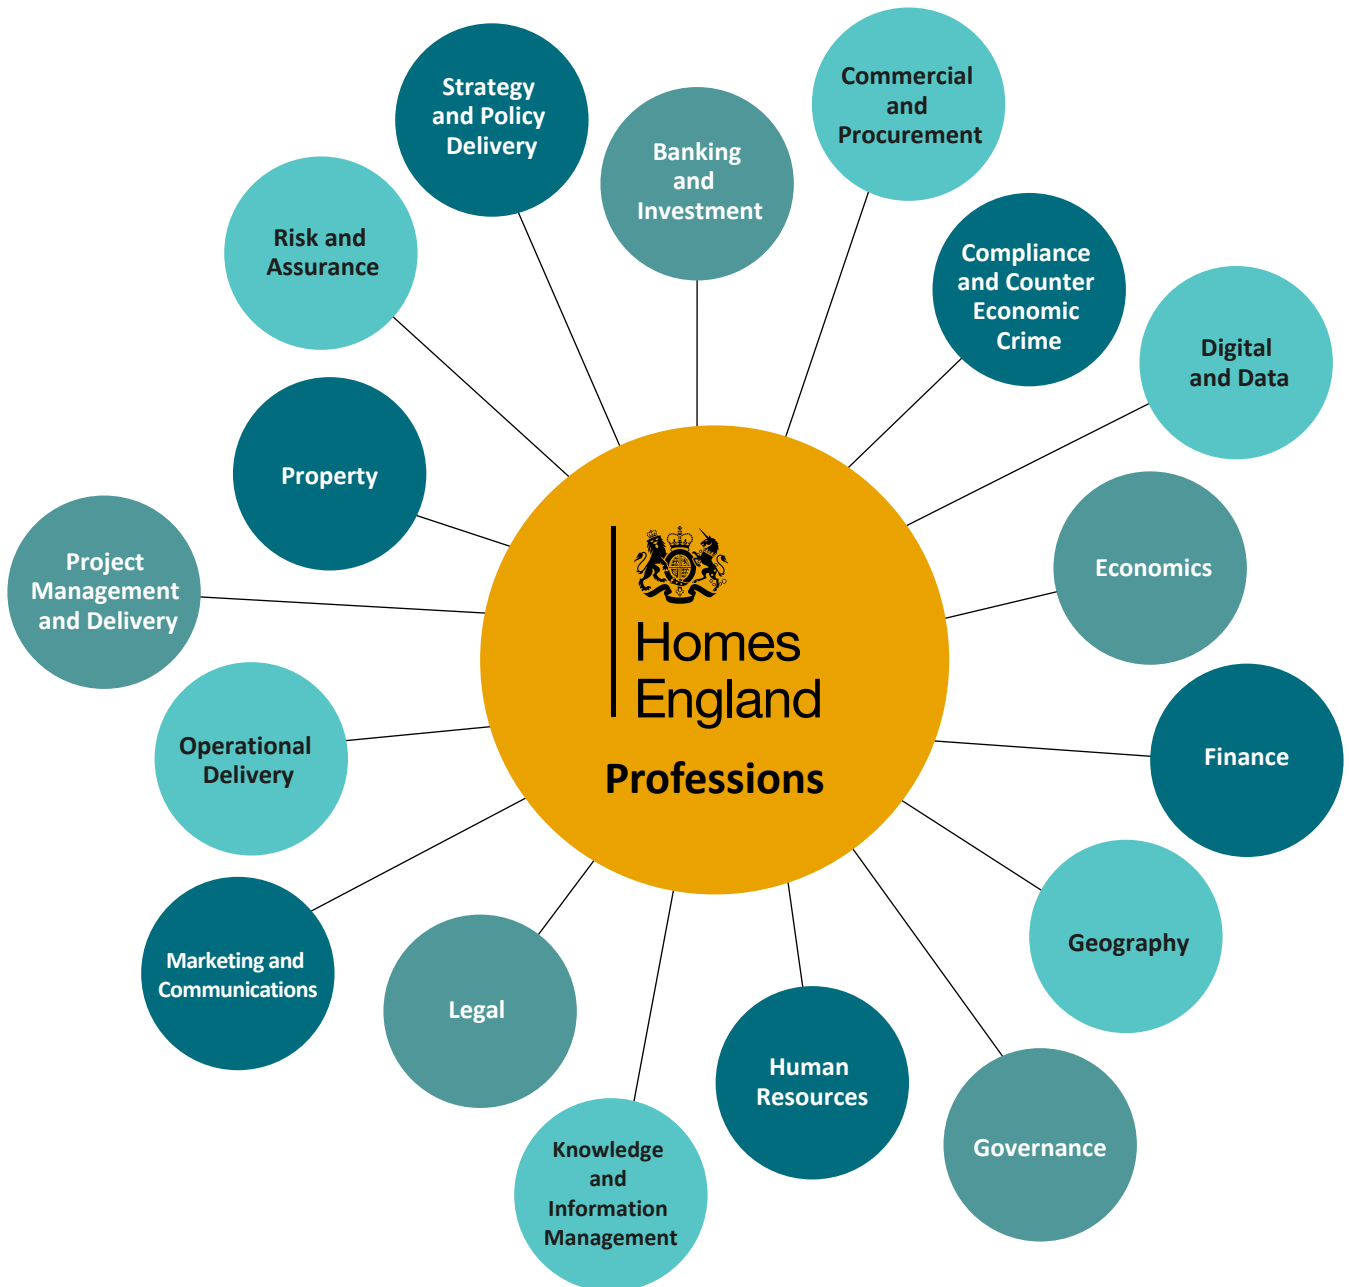 Strategy
and Policy
Delivery
Banking
and
Investment
Commercial
and
Procurement
Compliance
and Counter
Economic
Crime
Digital
and Data
Economics
Finance
Geography
Governance
Human
Resources
Knowledge
and
Information
Management
Legal
Marketing and
Communications
Operational
Delivery
Project
Management
and Delivery
Property
Risk and
Assurance
Homes
England
Professions